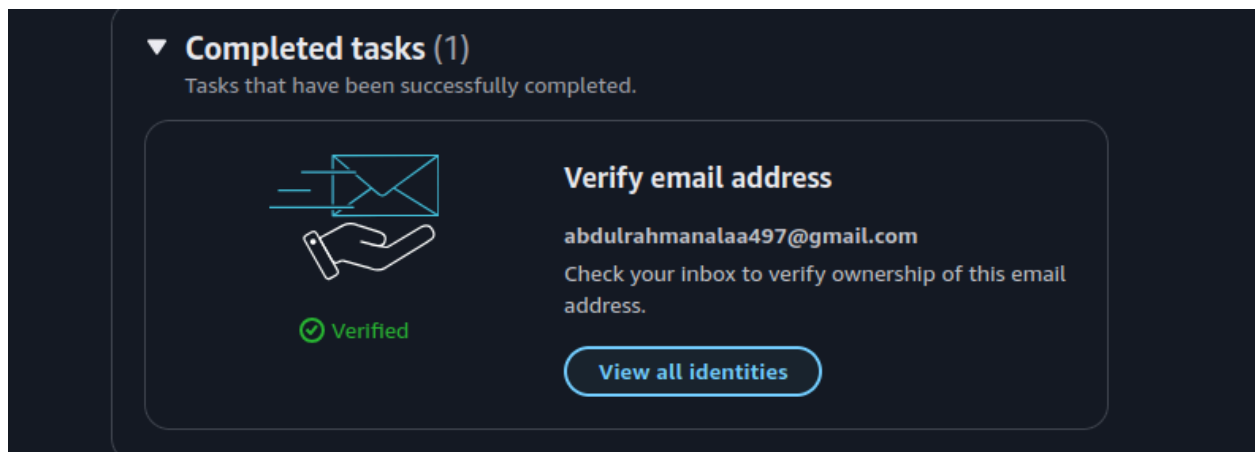 Completed tasks (1)
Tasks that have been successfully completed.
Verify email address
abdulrahmanalaa497@gmail.com
Check your inbox to verify ownership of this email
address.
Verified
View all identities